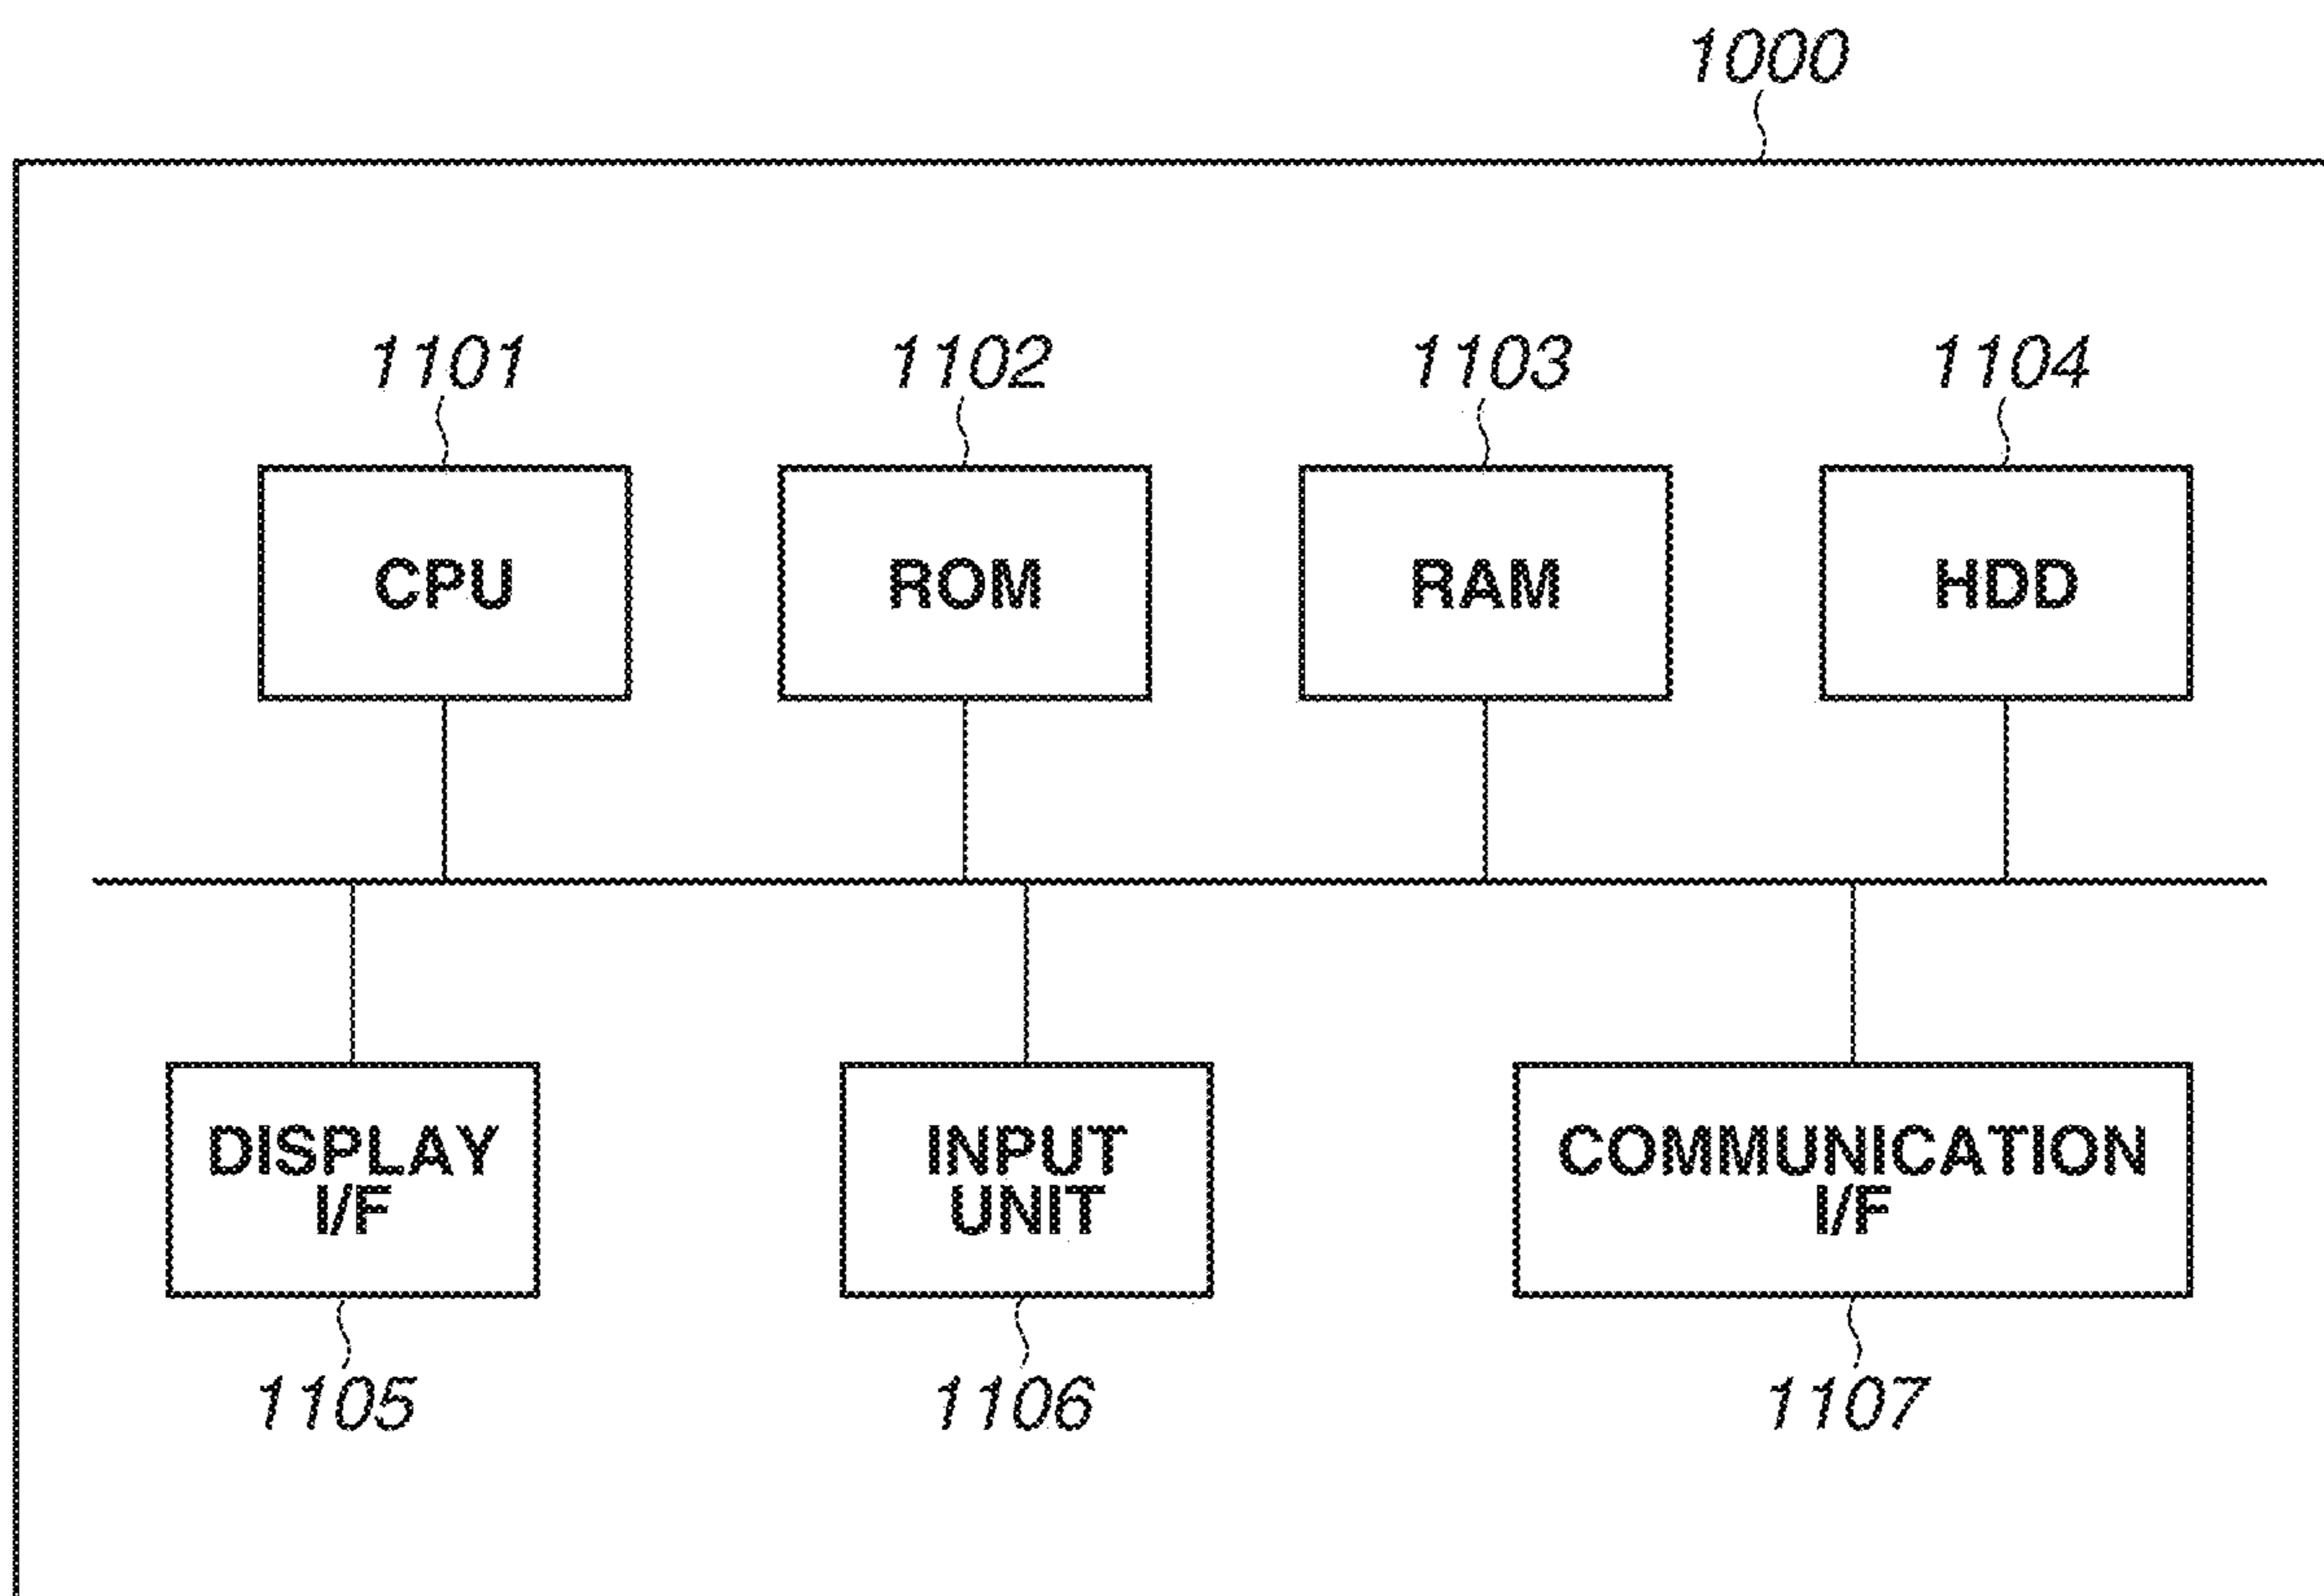 1000
1101
1102
1103
1104
CPU
ROM
RAM
HDD
DISPLAY
I/F
INPUT
UNIT
COMMUNICATION
I/F
1105
1106
1107